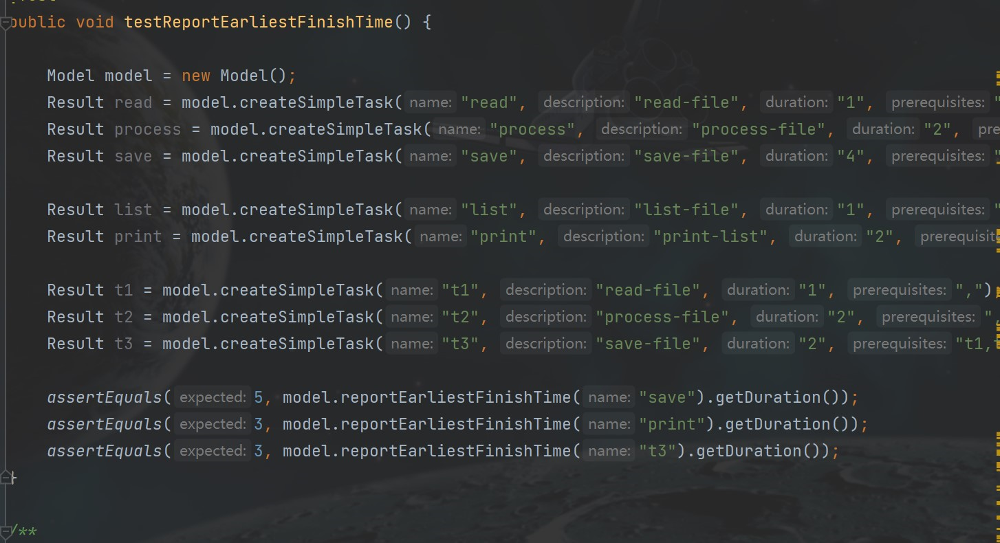 public void testReportEarliestFinishTime() {
Model model = new Model();
Result read = model.createSimpleTask( name: "read", description: "read-file", duration: "1", prerequisites: "
Result process = model.createSimpleTask( name: "process", description: "process-file", duration: "2", pre
Result save = model.createSimpleTask( name: "save", description: "save-file", duration: "4", prerequisites: "
Result list = model.createSimpleTask( name: "list", description: "list-file", duration: "1", prerequisites: "
Result print = model.createSimpleTask( name: "print", description: "print-list", duration: "2", prerequisite
Result t1 = model.createSimpleTask( name: "t1", description: "read-file", duration: "1", prerequisites: ",")
Result t2 = model.createSimpleTask( name: "t2", description: "process-file", duration: "2", prerequisites: ",
Result t3 = model.createSimpleTask( name: "t3", description: "save-file", duration: "2", prerequisites: "t1,
assertEquals( expected: 5, model.reportEarliestFinishTime( name: "save").getDuration());
assertEquals( expected: 3, model.reportEarliestFinishTime( name: "print").getDuration());
assertEquals( expected: 3, model.reportEarliestFinishTime( name: "t3").getDuration());
}
/**